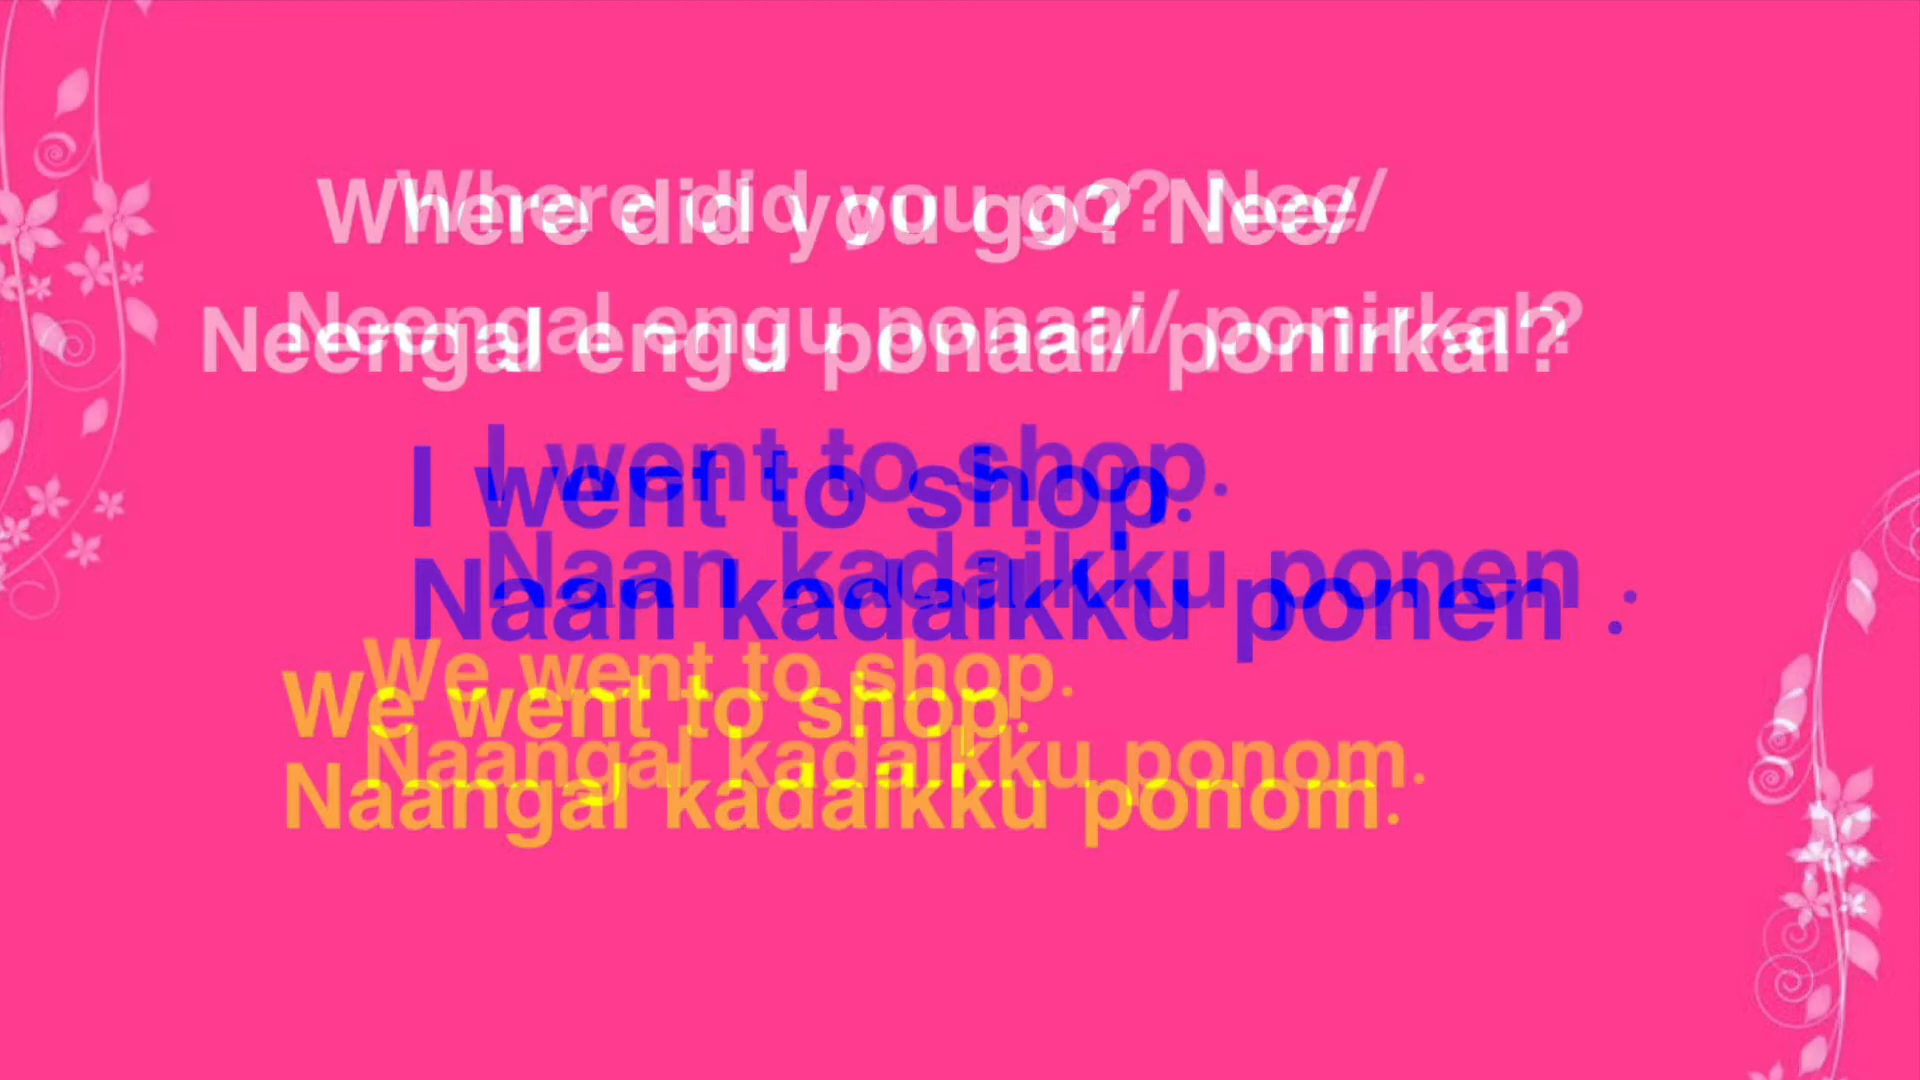 Where did you go? Nee/
Neengal engu ponaai/ ponirkal?
I went to shop.
Naan kadaikku ponen .
We went to shop.
Naangal kadaikku ponom.